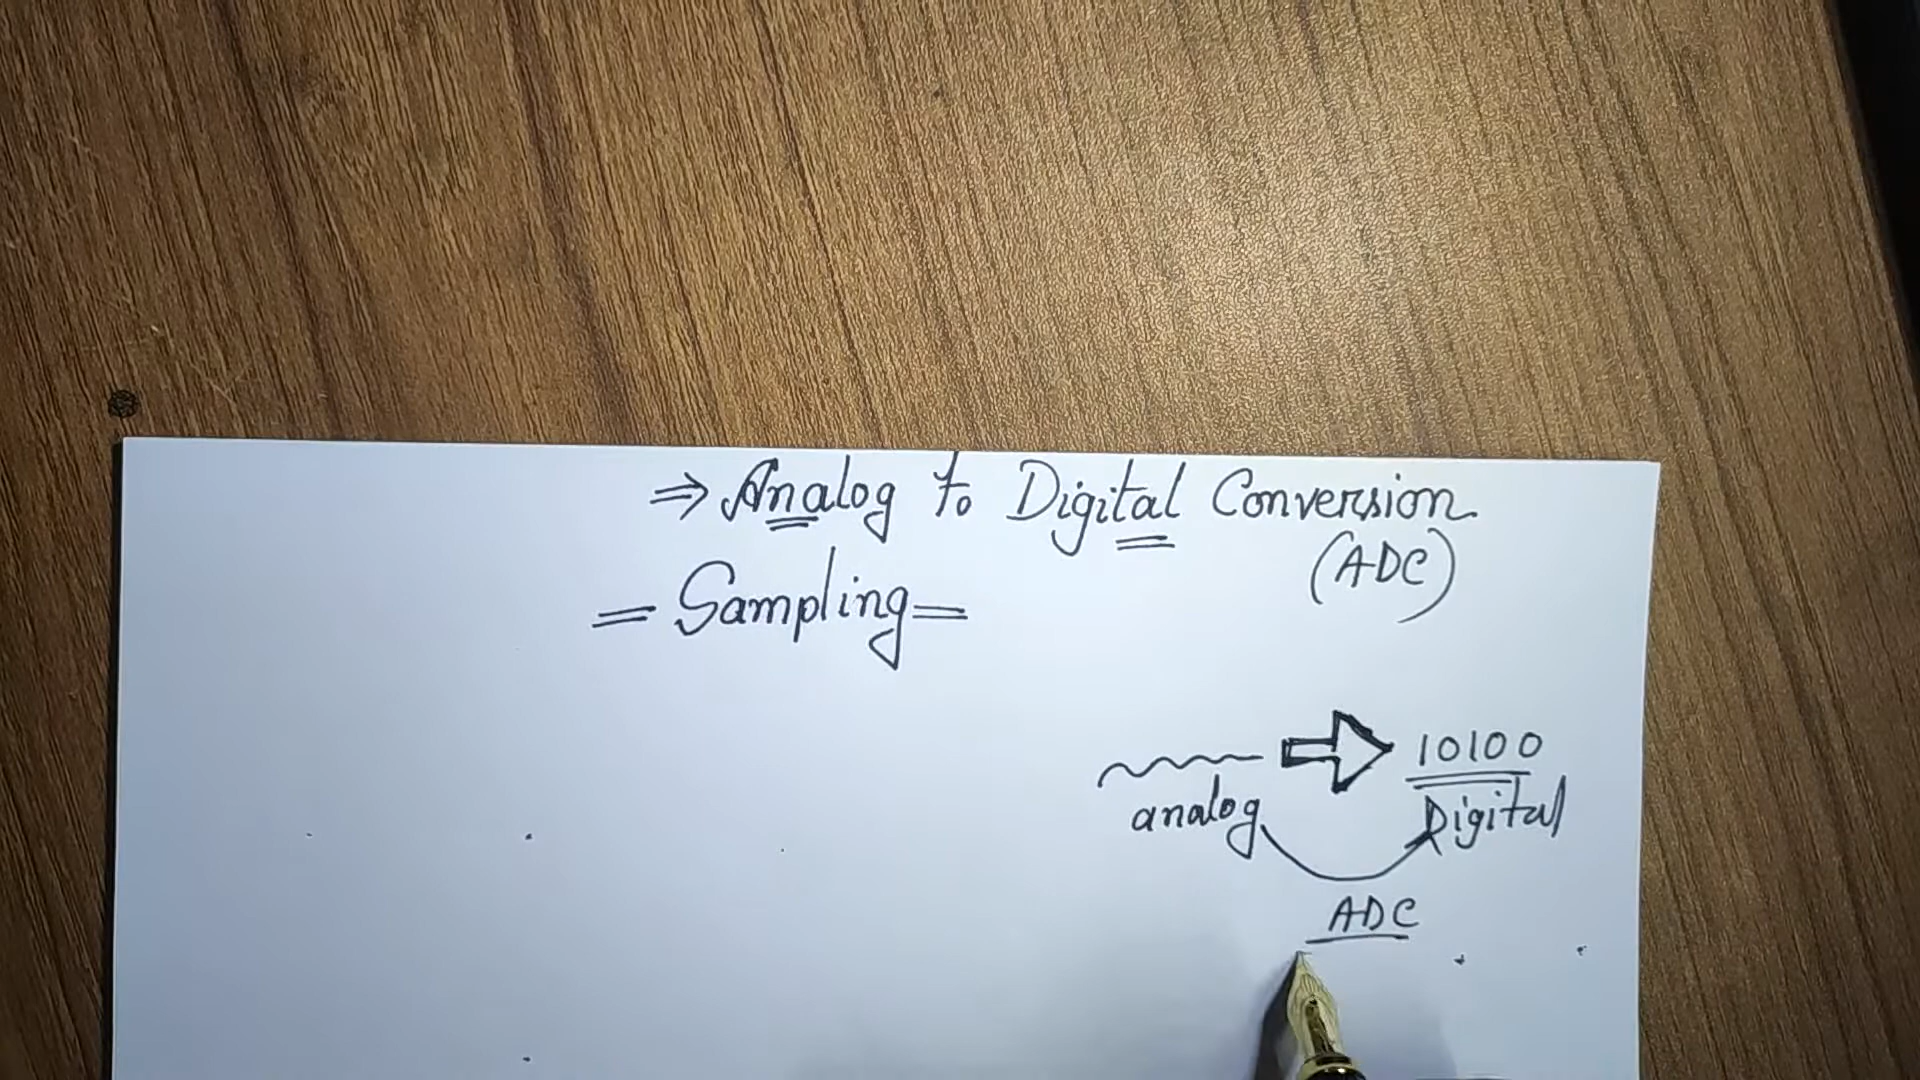 ⇒ Analog to Digital Conversion
(ADC)
= Sampling =
10100
analog
Digital
ADC